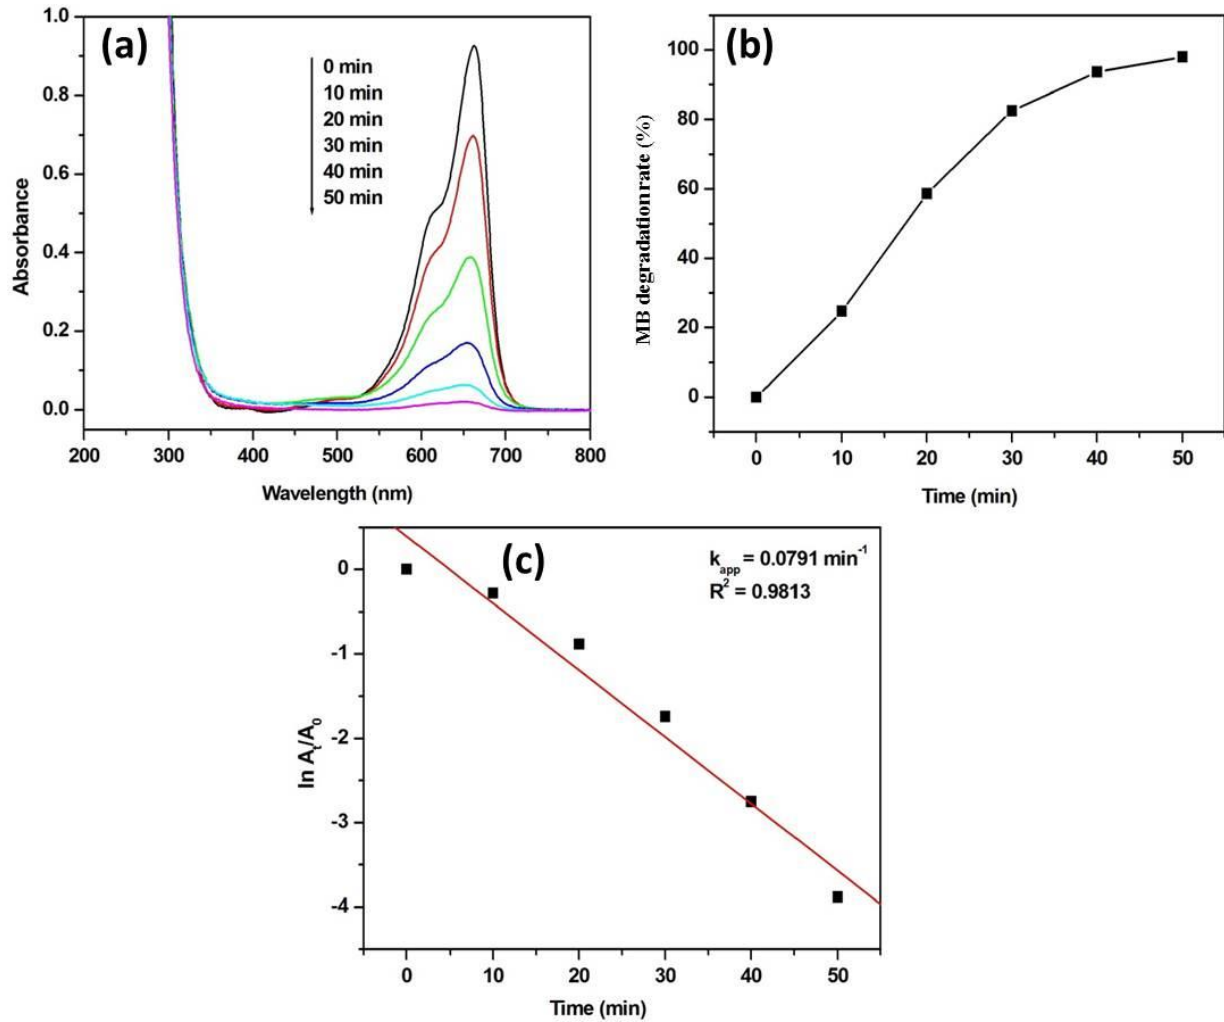 (a)
1.0
0.8
0.6
0.4
0.2
0.0
Absorbance
0 min
10 min
20 min
30 min
40 min
50 min
200 300 400 500 600 700 800
Wavelength (nm)
(b)
100
80
60
40
20
0
MB degradation rate (%)
0 10 20 30 40 50
Time (min)
(c)
k_app = 0.0791 min⁻¹
R² = 0.9813
0
-1
-2
-3
-4
ln A_t/A_0
0 10 20 30 40 50
Time (min)